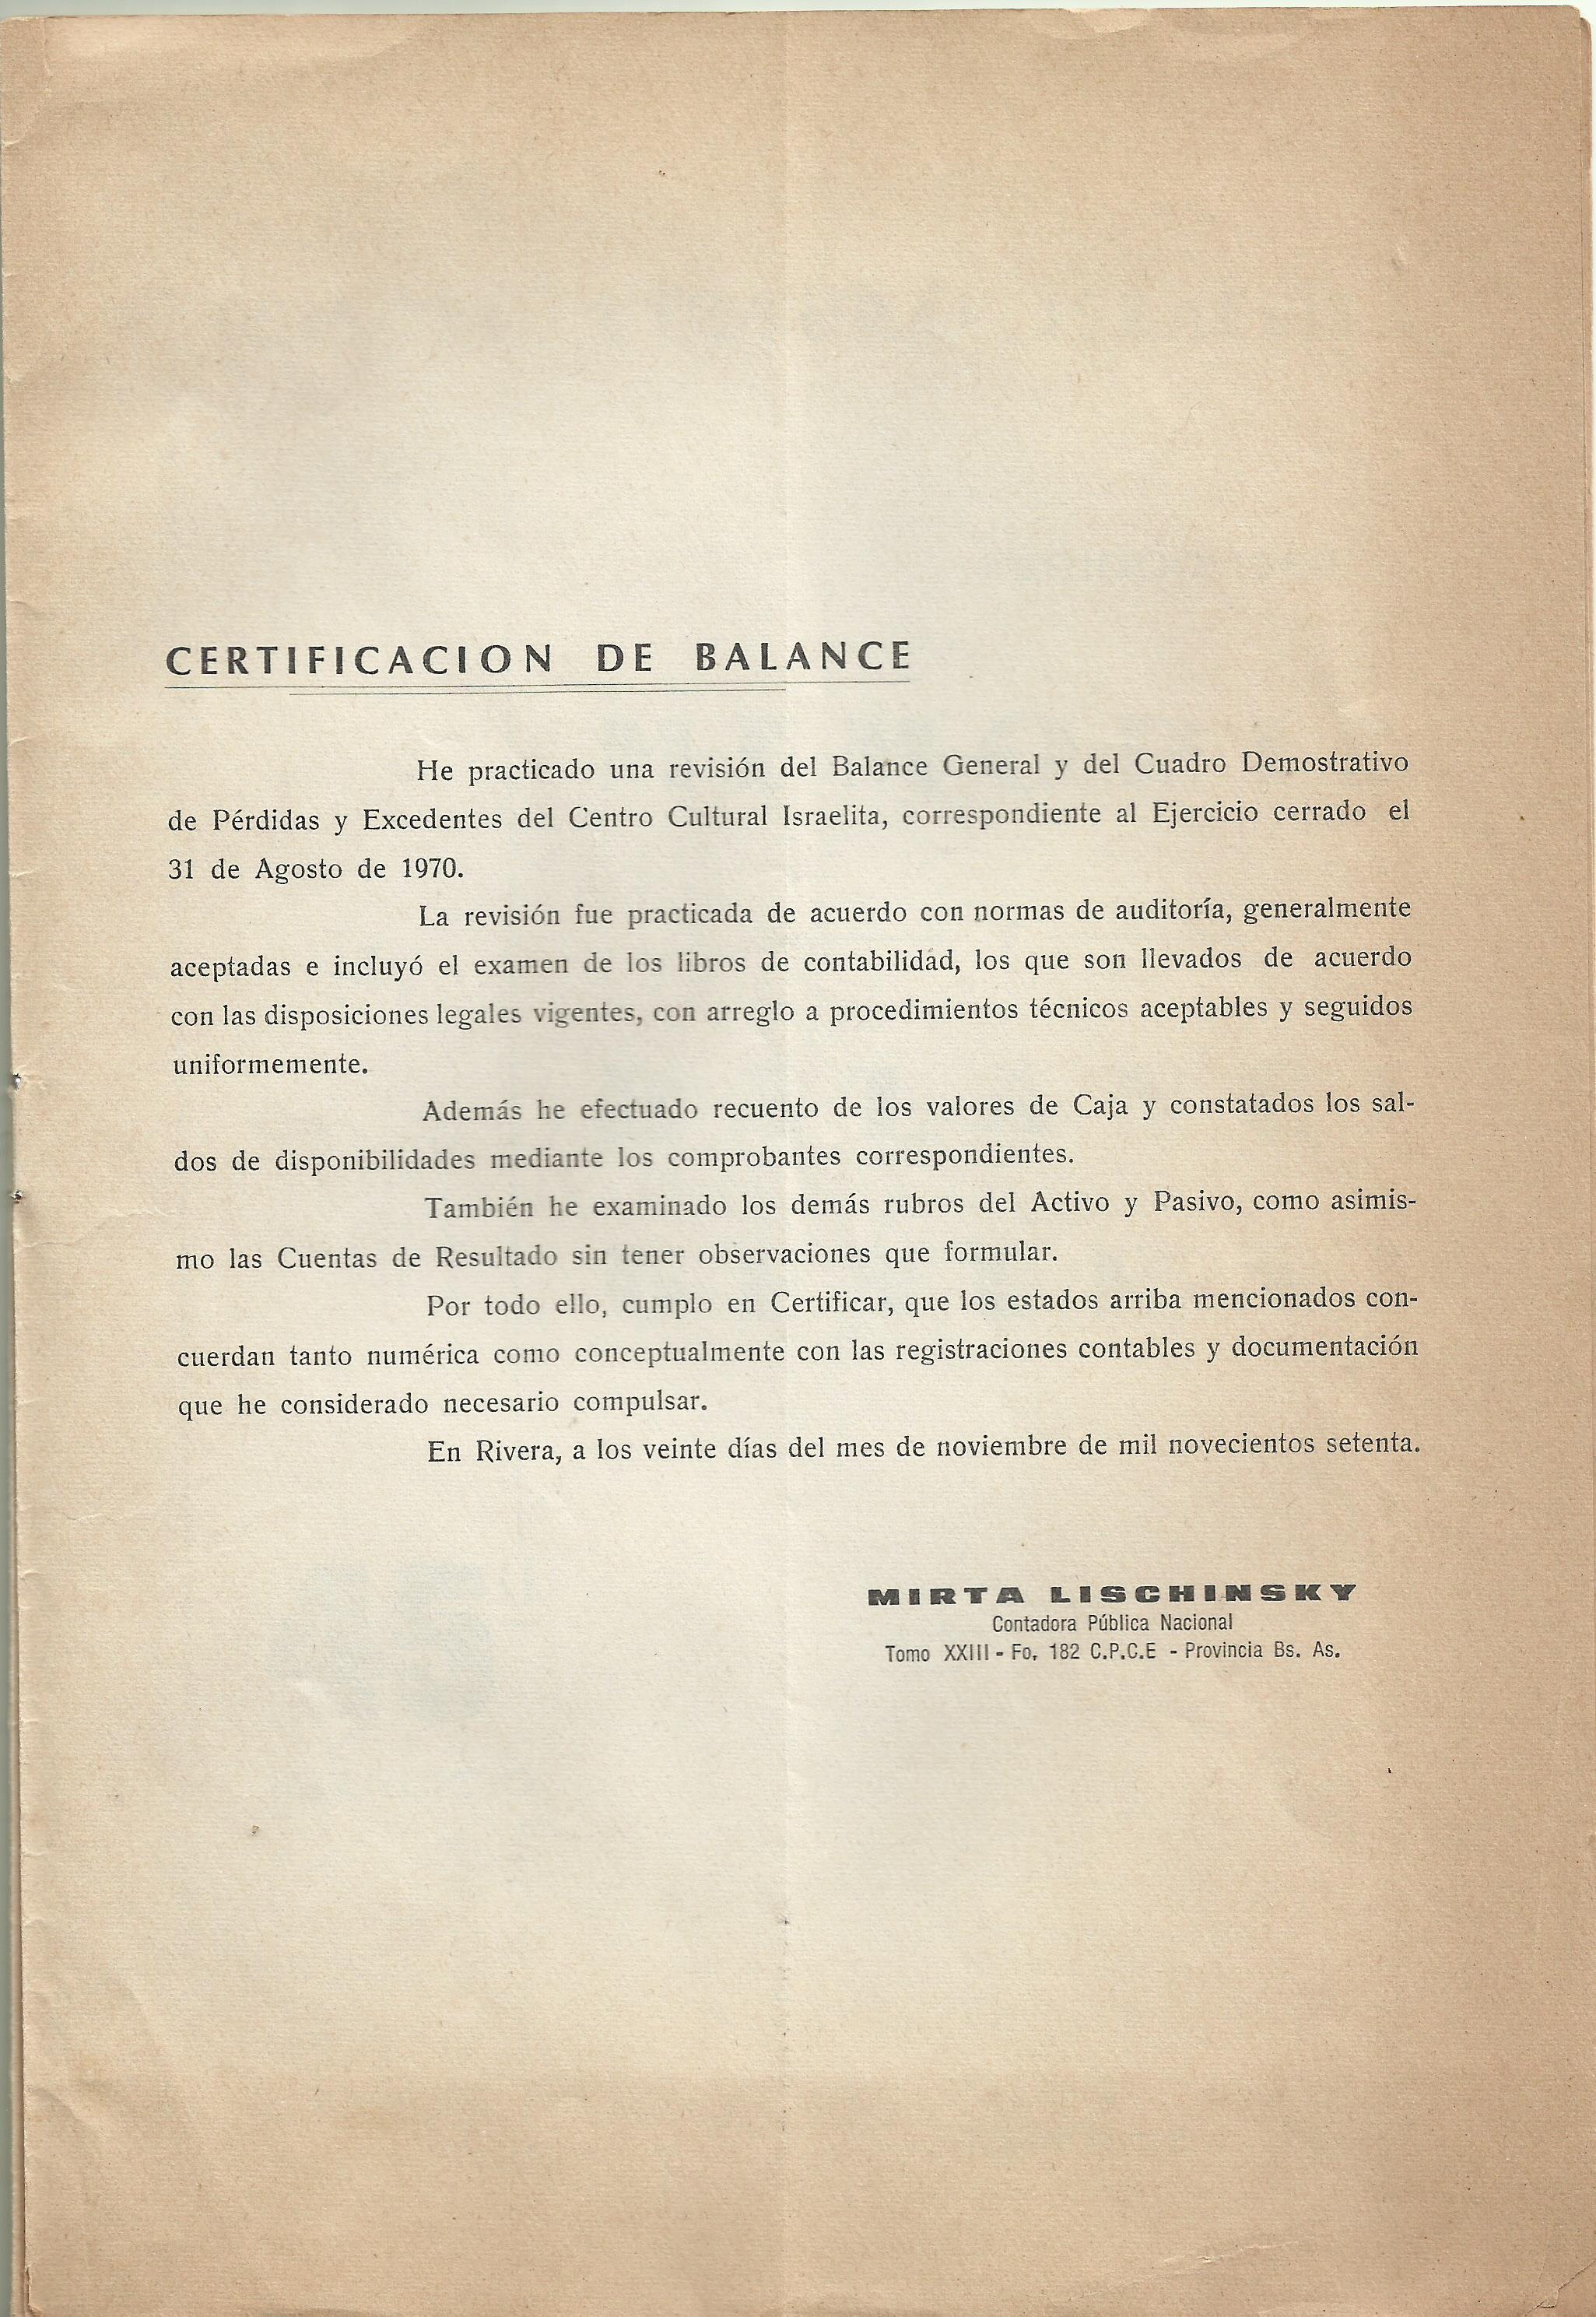 CERTIFICACION DE BALANCE
He practicado una revisión del Balance General y del Cuadro Demostrativo
de Pérdidas y Excedentes del Centro Cultural Israelita, correspondiente al Ejercicio cerrado el
31 de Agosto de 1970.
La revisión fue practicada de acuerdo con normas de auditoría, generalmente
aceptadas e incluyó el examen de los libros de contabilidad, los que son llevados de acuerdo
con las disposiciones legales vigentes, con arreglo a procedimientos técnicos aceptables y seguidos
uniformemente.
Además he efectuado recuento de los valores de Caja y constatados los sal-
dos de disponibilidades mediante los comprobantes correspondientes.
También he examinado los demás rubros del Activo y Pasivo, como asimis-
mo las Cuentas de Resultado sin tener observaciones que formular.
Por todo ello, cumplo en Certificar, que los estados arriba mencionados con-
cuerdan tanto numérica como conceptualmente con las registraciones contables y documentación
que he considerado necesario compulsar.
En Rivera, a los veinte días del mes de noviembre de mil novecientos setenta.
MIRTA LISCHINSKY
Contadora Pública Nacional
Tomo XXIII - Fo. 182 C.P.C.E - Provincia Bs. As.